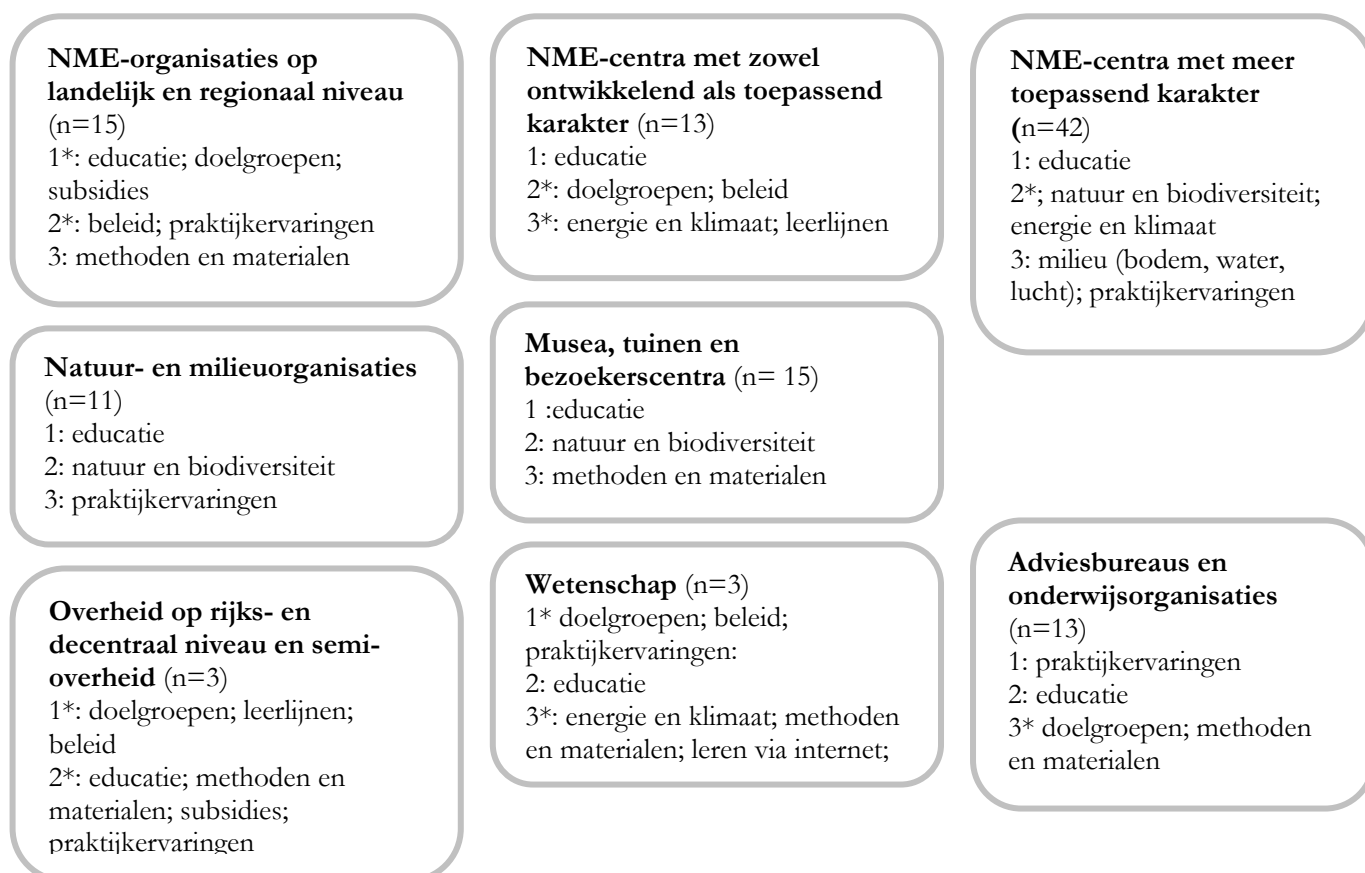 NME-organisaties op
landelijk en regionaal niveau
(n=15)
1*: educatie; doelgroepen;
subsidies
2*: beleid; praktijkervaringen
3: methoden en materialen
NME-centra met zowel
ontwikkelend als toepassend
karakter (n=13)
1: educatie
2*: doelgroepen; beleid
3*: energie en klimaat; leerlijnen
NME-centra met meer
toepassend karakter
(n=42)
1: educatie
2*; natuur en biodiversiteit;
energie en klimaat
3: milieu (bodem, water,
lucht); praktijkervaringen
Natuur- en milieuorganisaties
(n=11)
1: educatie
2: natuur en biodiversiteit
3: praktijkervaringen
Musea, tuinen en
bezoekerscentra (n= 15)
1 :educatie
2: natuur en biodiversiteit
3: methoden en materialen
Overheid op rijks- en
decentraal niveau en semi-
overheid (n=3)
1*: doelgroepen; leerlijnen;
beleid
2*: educatie; methoden en
materialen; subsidies;
praktijkervaringen
Wetenschap (n=3)
1* doelgroepen; beleid;
praktijkervaringen:
2: educatie
3*: energie en klimaat; methoden
en materialen; leren via internet;
Adviesbureaus en
onderwijsorganisaties
(n=13)
1: praktijkervaringen
2: educatie
3* doelgroepen; methoden
en materialen